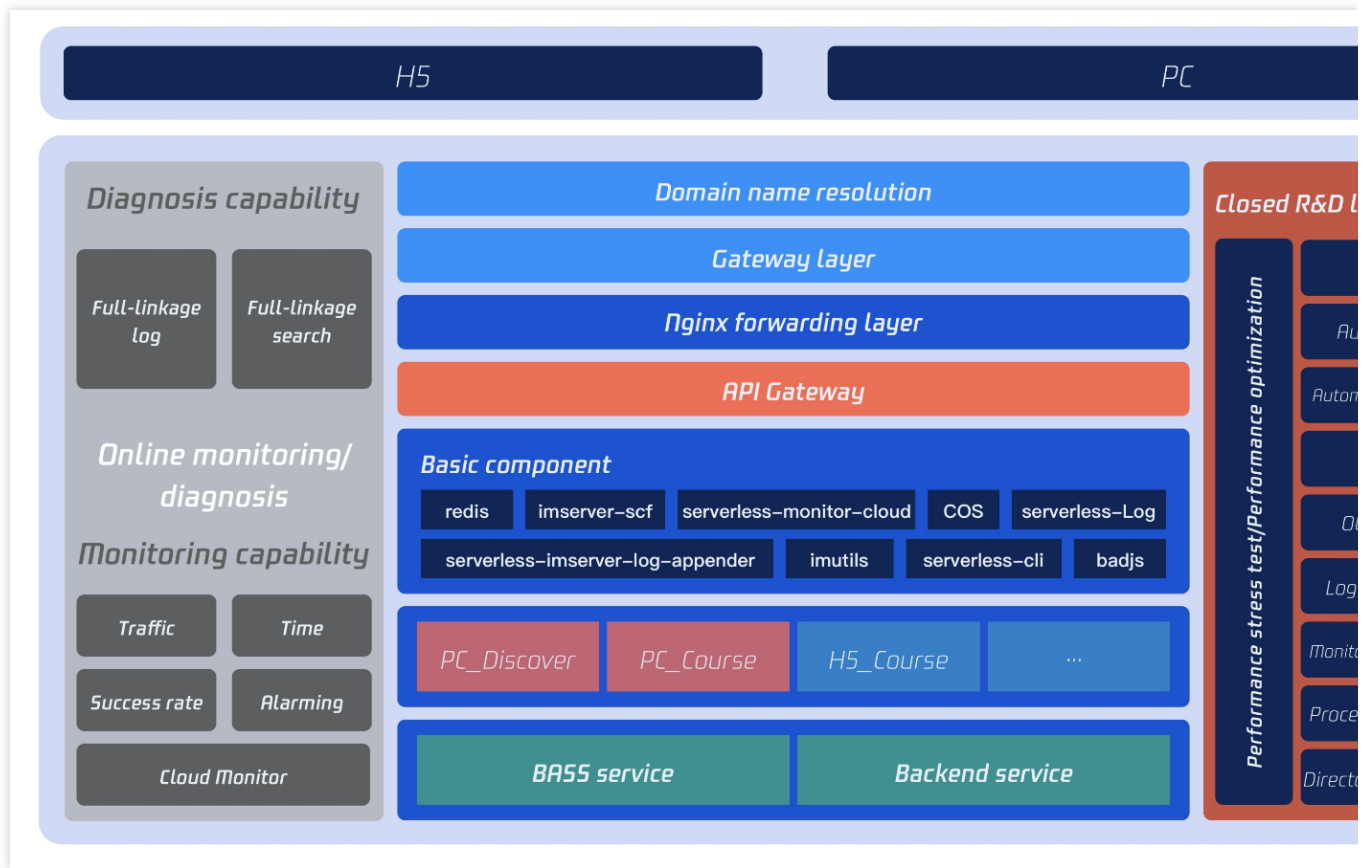 H5
PC
Diagnosis capability
Full-linkage
log
Full-linkage
search
Online monitoring/
diagnosis
Monitoring capability
Traffic
Time
Success rate
Alarming
Cloud Monitor
Domain name resolution
Gateway layer
Nginx forwarding layer
API Gateway
Basic component
redis
imserver-scf
serverless-monitor-cloud
COS
serverless-Log
serverless-imserver-log-appender
imutils
serverless-cli
badjs
PC_Discover
PC_Course
H5_Course
...
BASS service
Backend service
Closed R&D
Performance stress test/Performance optimization
Log